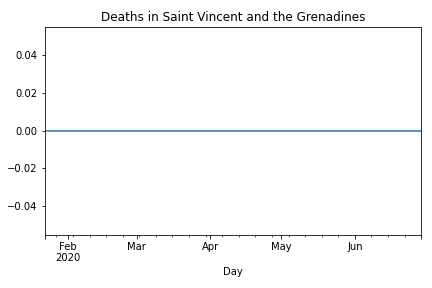 Deaths in Saint Vincent and the Grenadines
0.04
0.02
0.00
−0.02
−0.04
Feb Mar Apr May Jun
2020
Day